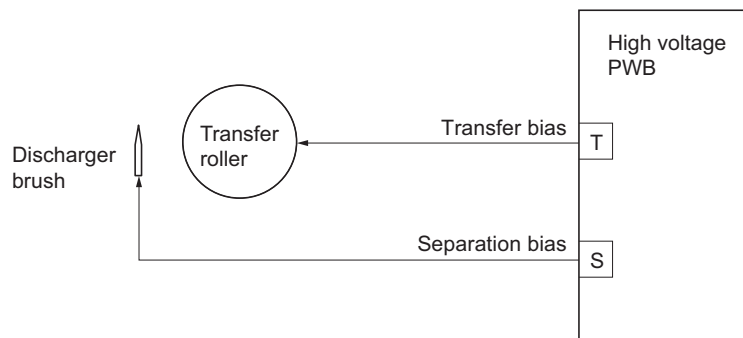 High voltage
PWB
Transfer bias
T
Transfer
roller
Discharger
brush
Separation bias
S